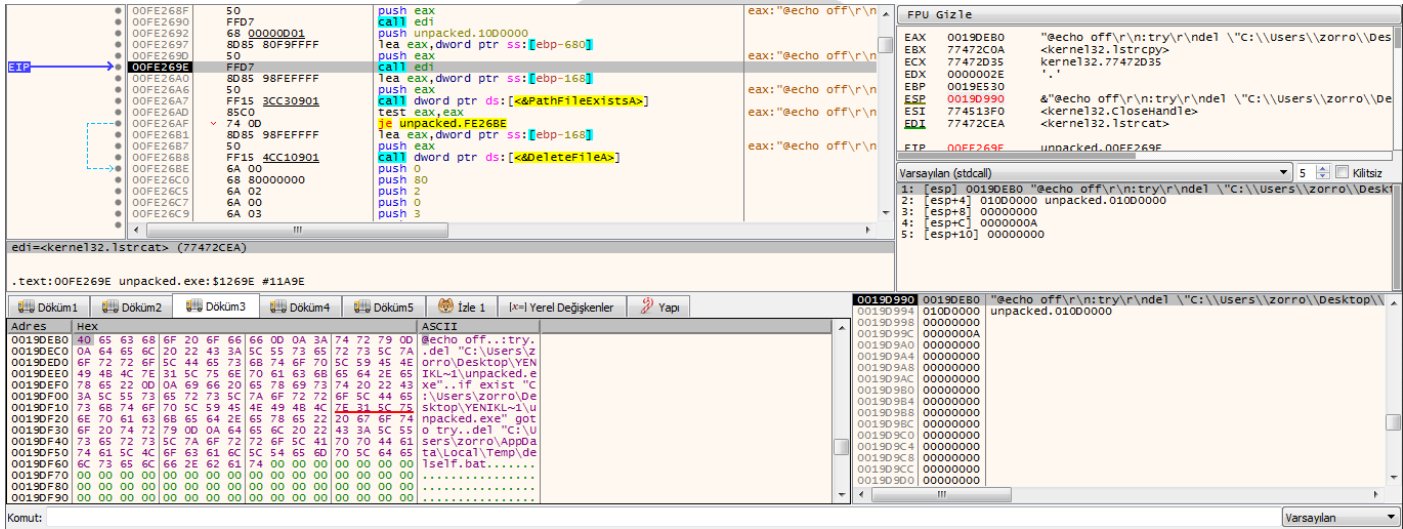 00FE268F 50 push eax eax:"@echo off\r\n
00FE2690 FFD7 call edi
00FE2692 68 00000D01 push unpacked.10D0000
00FE2697 8D85 80F9FFFF lea eax,dword ptr ss:[ebp-680]
00FE269D 50 push eax eax:"@echo off\r\n
EIP 00FE269E FFD7 call edi
00FE26A0 8D85 98FEFFFF lea eax,dword ptr ss:[ebp-168]
00FE26A6 50 push eax eax:"@echo off\r\n
00FE26A7 FF15 3CC30901 call dword ptr ds:[<&PathFileExistsA>]
00FE26AD 85C0 test eax,eax eax:"@echo off\r\n
00FE26AF 74 0D je unpacked.FE26BE
00FE26B1 8D85 98FEFFFF lea eax,dword ptr ss:[ebp-168]
00FE26B7 50 push eax eax:"@echo off\r\n
00FE26B8 FF15 4CC10901 call dword ptr ds:[<&DeleteFileA>]
00FE26BE 6A 00 push 0
00FE26C0 68 80000000 push 80
00FE26C5 6A 02 push 2
00FE26C7 6A 00 push 0
00FE26C9 6A 03 push 3
edi=<kernel32.lstrcat> (77472CEA)
.text:00FE269E unpacked.exe:$1269E #11A9E
FPU Gizle
EAX 0019DEB0 "@echo off\r\n:try\r\ndel \"C:\\Users\\zorro\\Des
EBX 77472C0A <kernel32.lstrcpy>
ECX 77472D35 kernel32.77472D35
EDX 0000002E '.'
EBP 0019E530
ESP 0019D990 &"@echo off\r\n:try\r\ndel \"C:\\Users\\zorro\\De
ESI 774513F0 <kernel32.CloseHandle>
EDI 77472CEA <kernel32.lstrcat>
EIP 00FE269E unpacked.00FE269E
Varsayılan (stdcall) 5 Kilitsiz
1: [esp] 0019DEB0 "@echo off\r\n:try\r\ndel \"C:\\Users\\zorro\\Deskt
2: [esp+4] 010D0000 unpacked.010D0000
3: [esp+8] 00000000
4: [esp+C] 0000000A
5: [esp+10] 00000000
Döküm1 Döküm2 Döküm3 Döküm4 Döküm5 İzle 1 [x=] Yerel Değişkenler Yapı
Adres Hex ASCII
0019DEB0 40 65 63 68 6F 20 6F 66 66 0D 0A 3A 74 72 79 0D @echo off..:try.
0019DEC0 0A 64 65 6C 20 22 43 3A 5C 55 73 65 72 73 5C 7A .del "C:\Users\z
0019DED0 6F 72 72 6F 5C 44 65 73 6B 74 6F 70 5C 59 45 4E orro\Desktop\YEN
0019DEE0 49 4B 4C 7E 31 5C 75 6E 70 61 63 6B 65 64 2E 65 IKL~1\unpacked.e
0019DEF0 78 65 22 0D 0A 69 66 20 65 78 69 73 74 20 22 43 xe"..if exist "C
0019DF00 3A 5C 55 73 65 72 73 5C 7A 6F 72 72 6F 5C 44 65 :\Users\zorro\De
0019DF10 73 6B 74 6F 70 5C 59 45 4E 49 4B 4C 7E 31 5C 75 sktop\YENIKL~1\u
0019DF20 6E 70 61 63 6B 65 64 2E 65 78 65 22 20 67 6F 74 npacked.exe" got
0019DF30 6F 20 74 72 79 0D 0A 64 65 6C 20 22 43 3A 5C 55 o try..del "C:\U
0019DF40 73 65 72 73 5C 7A 6F 72 72 6F 5C 41 70 70 44 61 sers\zorro\AppDa
0019DF50 74 61 5C 4C 6F 63 61 6C 5C 54 65 6D 70 5C 64 65 ta\Local\Temp\de
0019DF60 6C 73 65 6C 66 2E 62 61 74 00 00 00 00 00 00 00 lself.bat.......
0019DF70 00 00 00 00 00 00 00 00 00 00 00 00 00 00 00 00 ................
0019DF80 00 00 00 00 00 00 00 00 00 00 00 00 00 00 00 00 ................
0019DF90 00 00 00 00 00 00 00 00 00 00 00 00 00 00 00 00 ................
0019D990 0019DEB0 "@echo off\r\n:try\r\ndel \"C:\\Users\\zorro\\Desktop\\
0019D994 010D0000 unpacked.010D0000
0019D998 00000000
0019D99C 0000000A
0019D9A0 00000000
0019D9A4 00000000
0019D9A8 00000000
0019D9AC 00000000
0019D9B0 00000000
0019D9B4 00000000
0019D9B8 00000000
0019D9BC 00000000
0019D9C0 00000000
0019D9C4 00000000
0019D9C8 00000000
0019D9CC 00000000
0019D9D0 00000000
Komut: Varsayılan